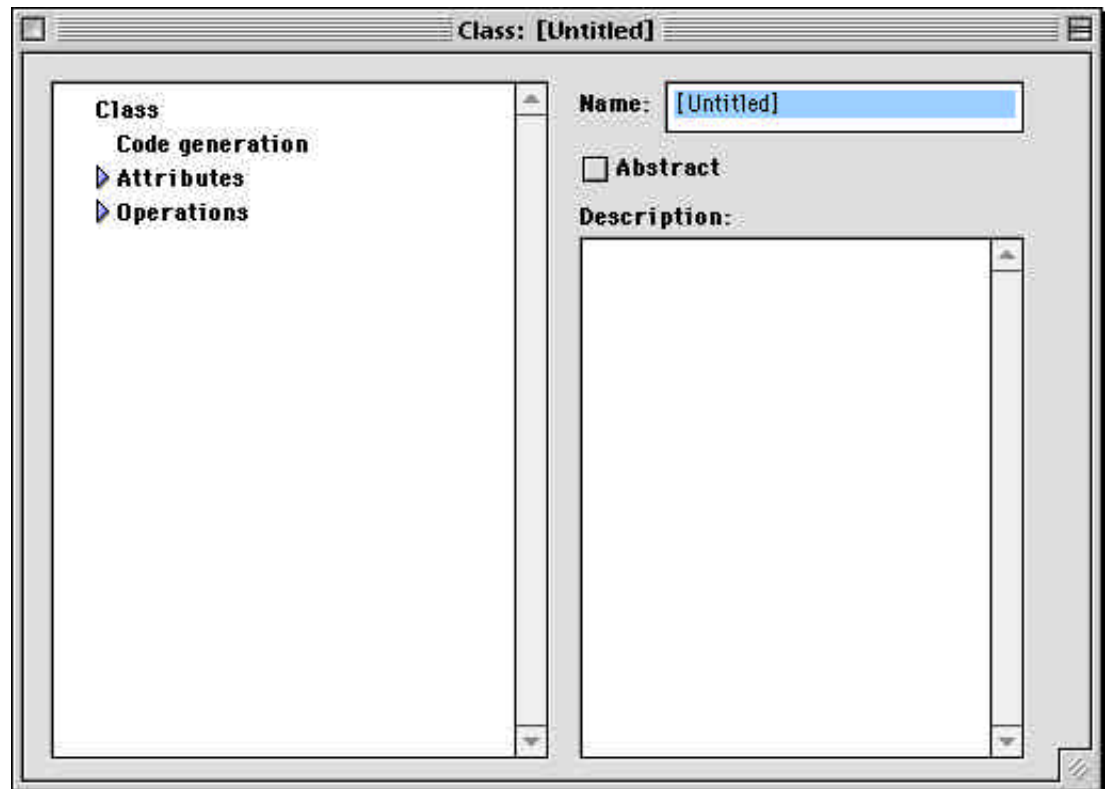 Class: [Untitled]
Class
Code generation
Attributes
Operations
Name: [Untitled]
Abstract
Description: